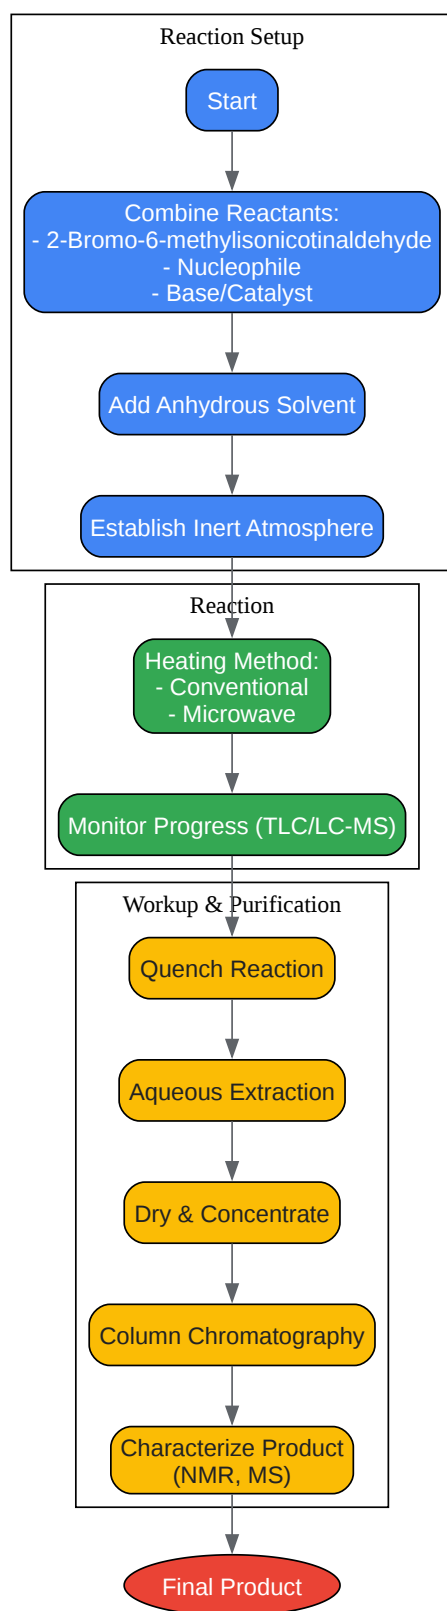 Reaction Setup
Start
Combine Reactants:
- 2-Bromo-6-methylisonicotinaldehyde
- Nucleophile
- Base/Catalyst
Add Anhydrous Solvent
Establish Inert Atmosphere
Reaction
Heating Method:
- Conventional
- Microwave
Monitor Progress (TLC/LC-MS)
Workup & Purification
Quench Reaction
Aqueous Extraction
Dry & Concentrate
Column Chromatography
Characterize Product
(NMR, MS)
Final Product